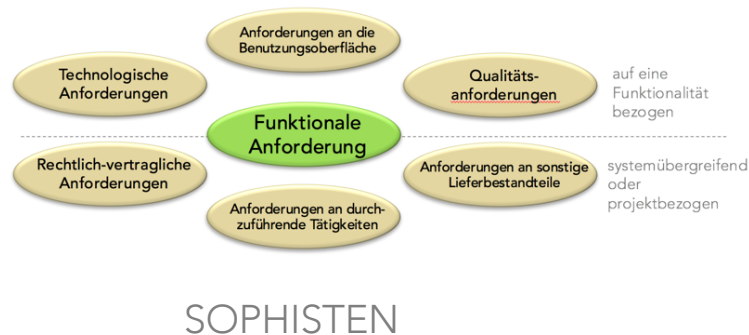 Anforderungen an die
Benutzungsoberfläche
Technologische
Anforderungen
Qualitäts-
anforderungen
auf eine
Funktionalität
bezogen
Funktionale
Anforderung
Rechtlich-vertragliche
Anforderungen
Anforderungen an sonstige
Lieferbestandteile
systemübergreifend
oder
projektbezogen
Anforderungen an durch-
zuführende Tätigkeiten
SOPHISTEN